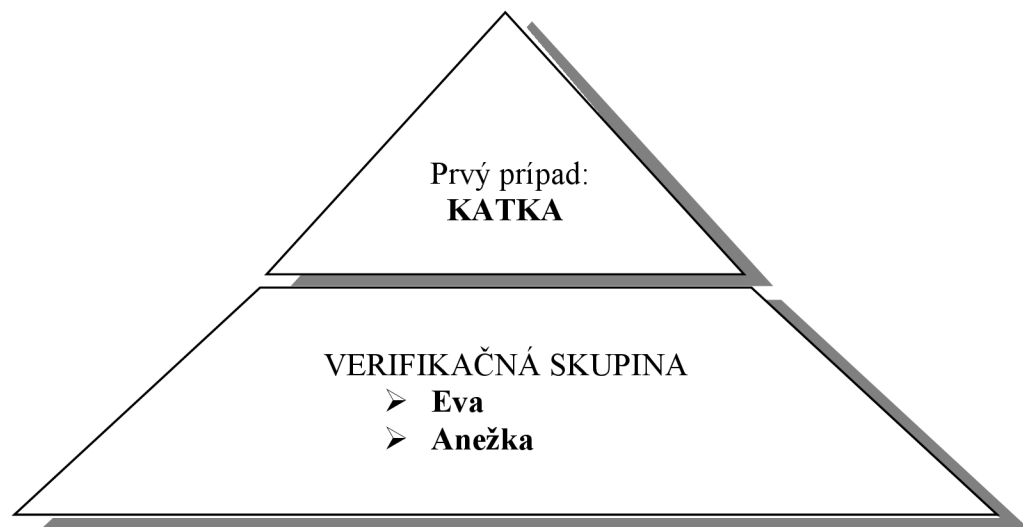 Prvý prípad:
KATKA
VERIFIKAČNÁ SKUPINA
➢ Eva
➢ Anežka